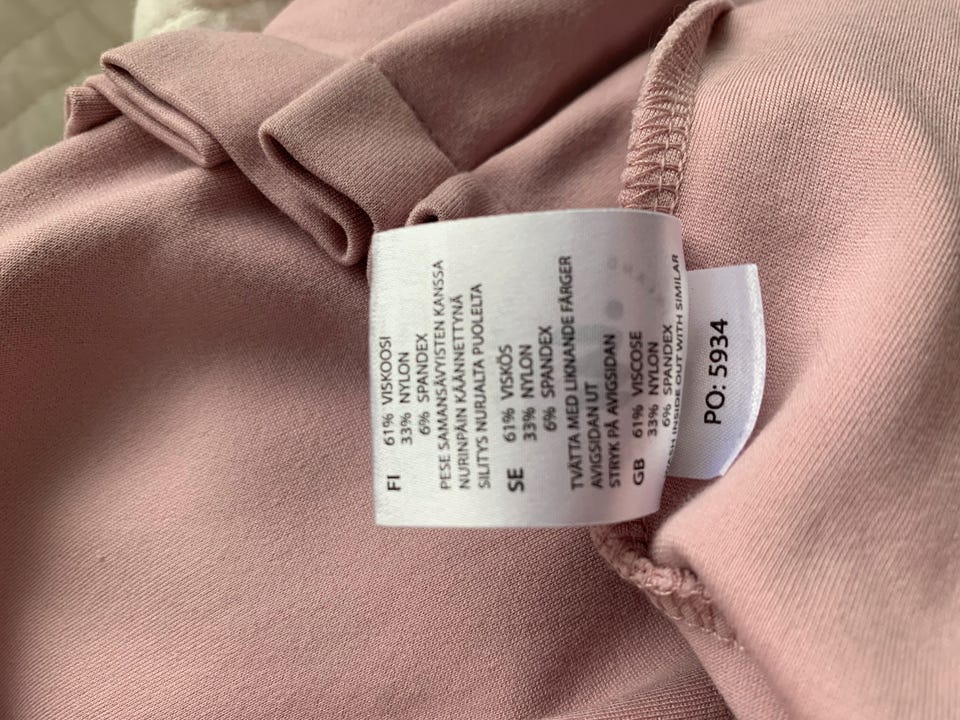 FI 61% VISKOOSI
33% NYLON
6% SPANDEX
PESE SAMANSÄVYISTEN KANSSA
NURINPÄIN KÄÄNNETTYNÄ
SILITYS NURJALTA PUOLELTA
SE 61% VISKÖS
33% NYLON
6% SPANDEX
TVÄTTA MED LIKNANDE FÄRGER
AVIGSIDAN UT
STRYK PÅ AVIGSIDAN
GB 61% VISCOSE
33% NYLON
6% SPANDEX
INSIDE OUT WITH SIMILAR
PO: 5934